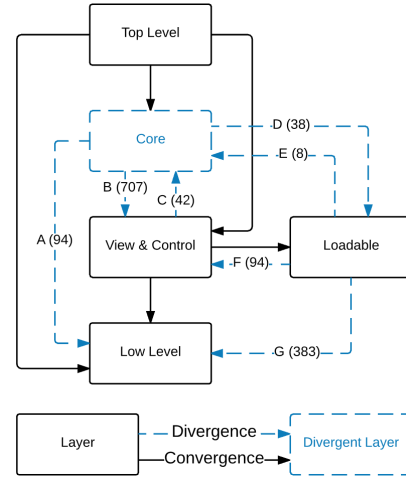 Top Level
Core
D (38)
E (8)
B (707)
C (42)
A (94)
View & Control
Loadable
F (94)
Low Level
G (383)
Layer
Divergence
Convergence
Divergent Layer